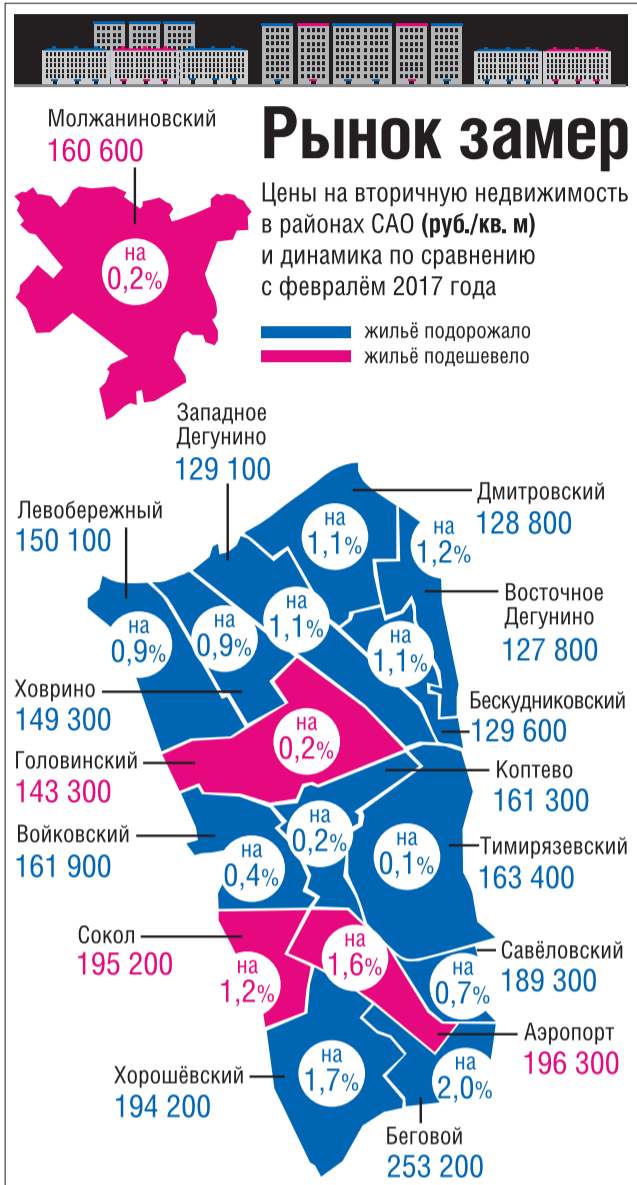 Рынок замер
Цены на вторичную недвижимость
в районах САО (руб./кв. м)
и динамика по сравнению
с февралём 2017 года
жильё подорожало
жильё подешевело
Молжаниновский
160 600
на
0,2%
Западное
Дегунино
129 100
на
1,1%
Дмитровский
128 800
на
1,1%
Левобережный
150 100
на
0,9%
на
1,2%
Восточное
Дегунино
127 800
Ховрино
149 300
на
0,9%
на
1,1%
Бескудниковский
129 600
Головинский
143 300
на
0,2%
Коптево
161 300
на
0,2%
Войковский
161 900
на
0,4%
Тимирязевский
163 400
на
0,1%
Сокол
195 200
на
1,2%
на
1,6%
Савёловский
189 300
на
0,7%
Аэропорт
196 300
Хорошёвский
194 200
на
1,7%
на
2,0%
Беговой
253 200